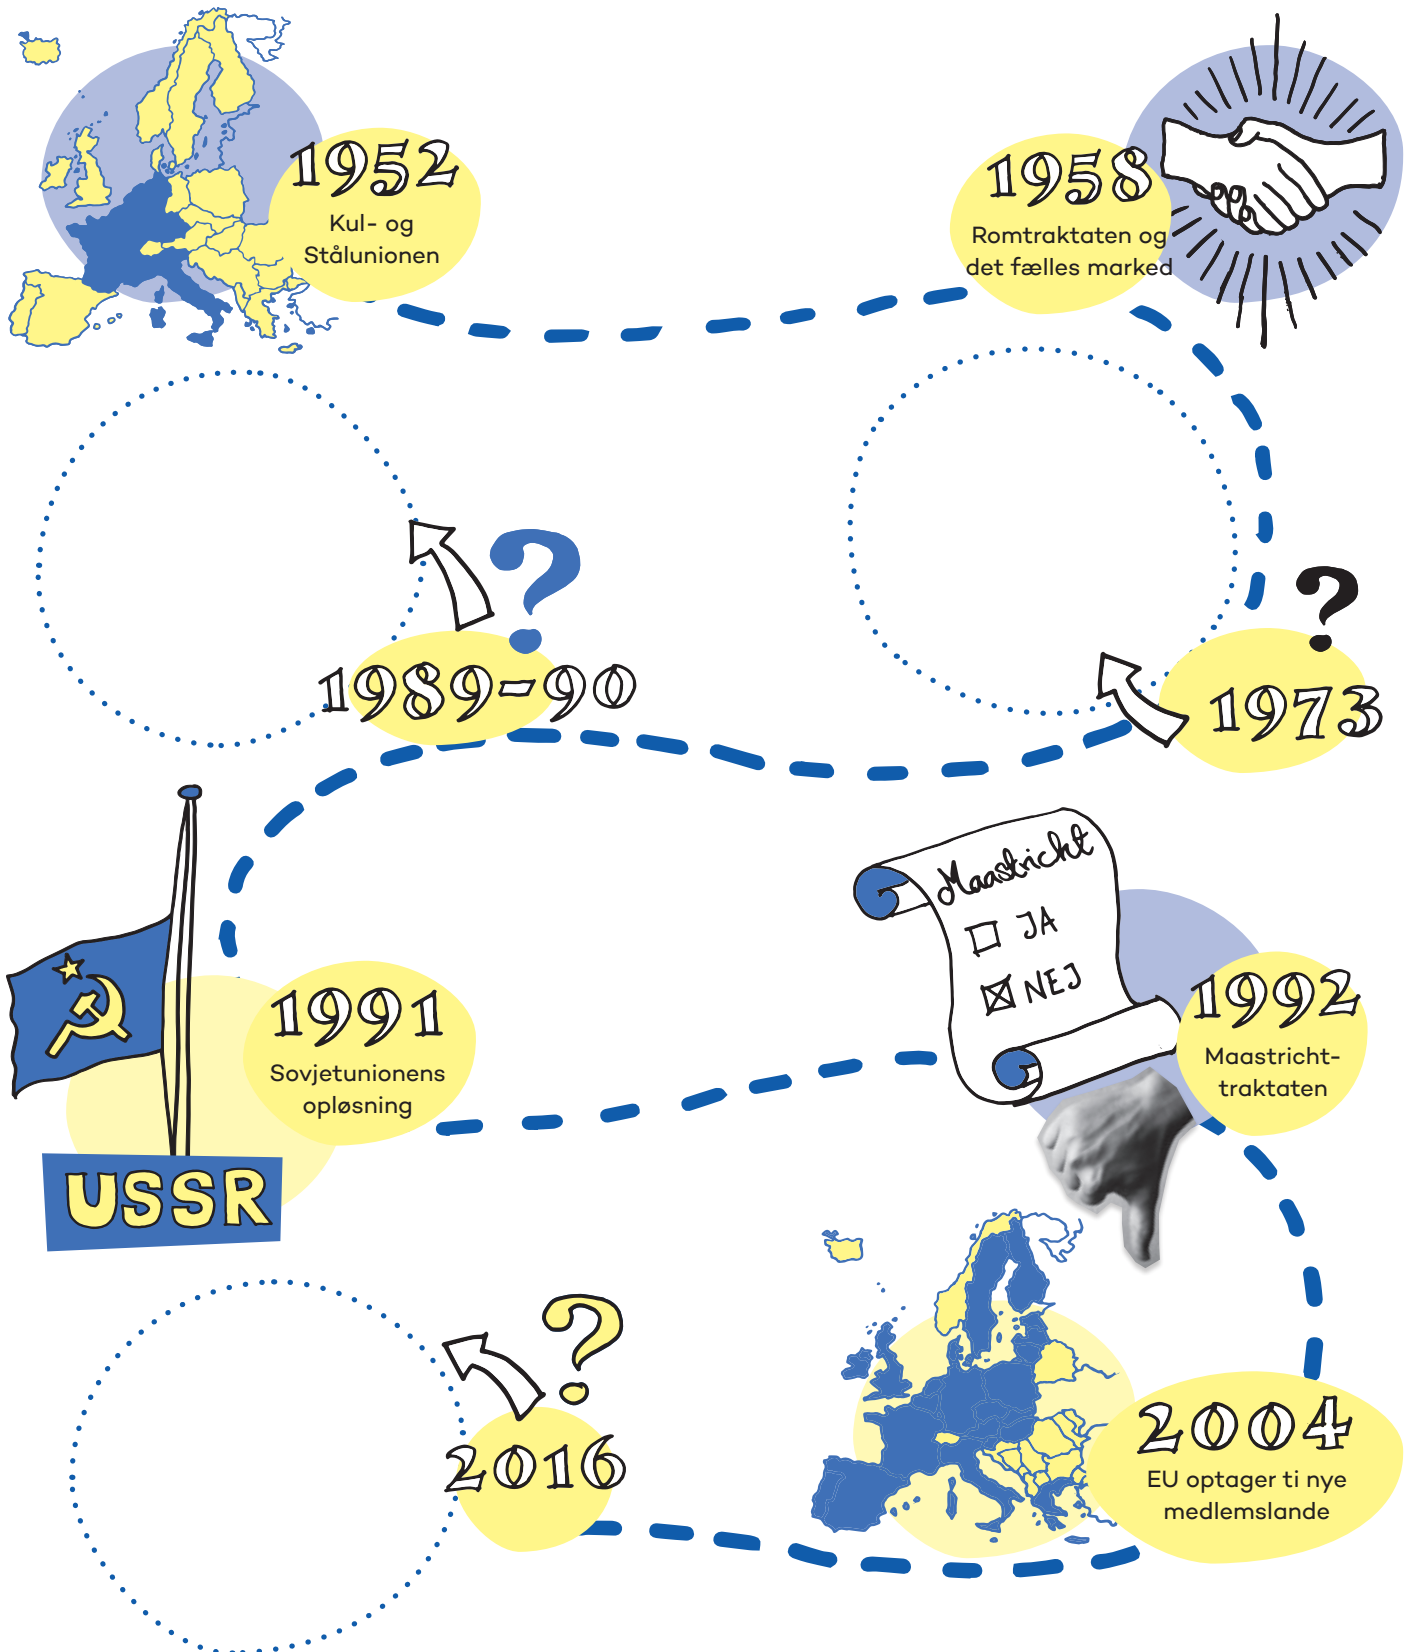 1952
Kul- og
Stålunionen
1958
Romtraktaten og
det fælles marked
?
1973
?
1989-90
1991
Sovjetunionens
opløsning
USSR
Maastricht
JA
NEJ
1992
Maastricht-
traktaten
2004
EU optager ti nye
medlemslande
?
2016